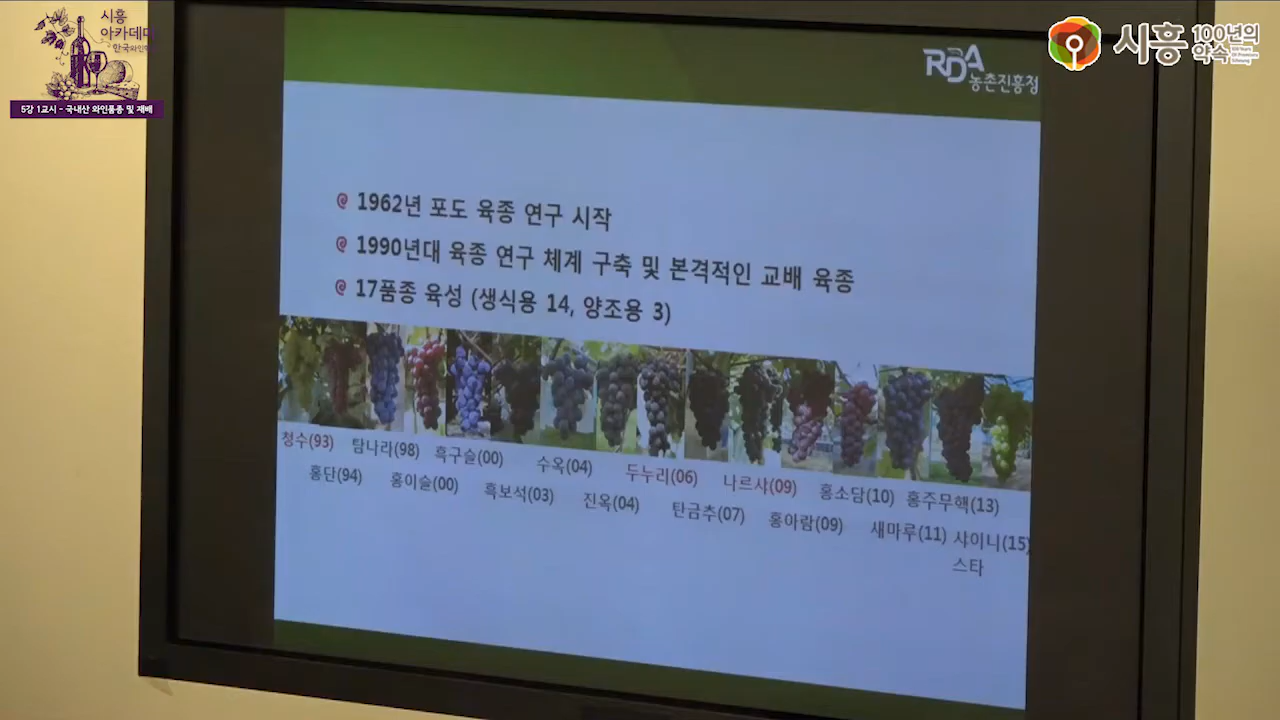 시흥
아카데미
한국와인
5강 1교시 - 국내산 와인품종 및 재배
시흥 100년의 약속
RDA
농촌진흥청
1962년 포도 육종 연구 시작
1990년대 육종 연구 체계 구축 및 본격적인 교배 육종
17품종 육성 (생식용 14, 양조용 3)
청수(93) 탐나라(98) 흑구슬(00) 수옥(04) 두누리(06) 나르샤(09) 홍소담(10) 홍주무핵(13)
홍단(94) 홍이슬(00) 흑보석(03) 진옥(04) 탄금추(07) 홍아람(09) 새마루(11) 샤이니(15)
스타